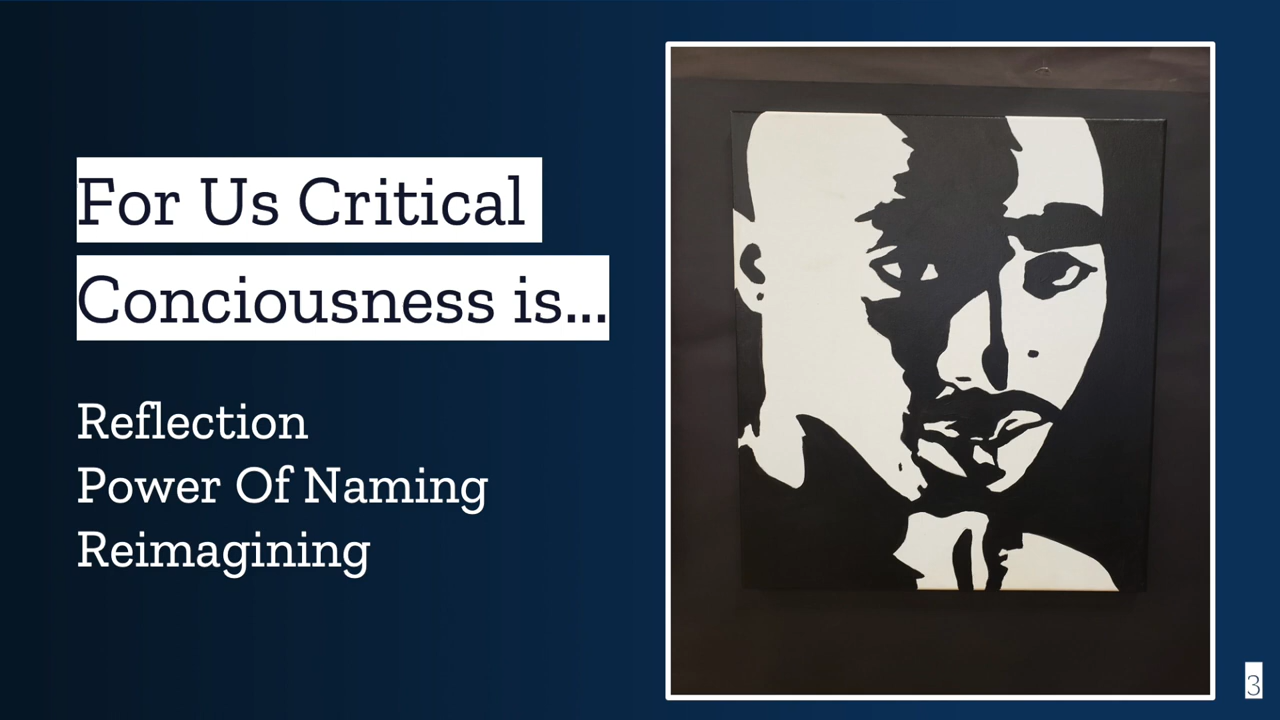 For Us Critical
Conciousness is...
Reflection
Power Of Naming
Reimagining
3